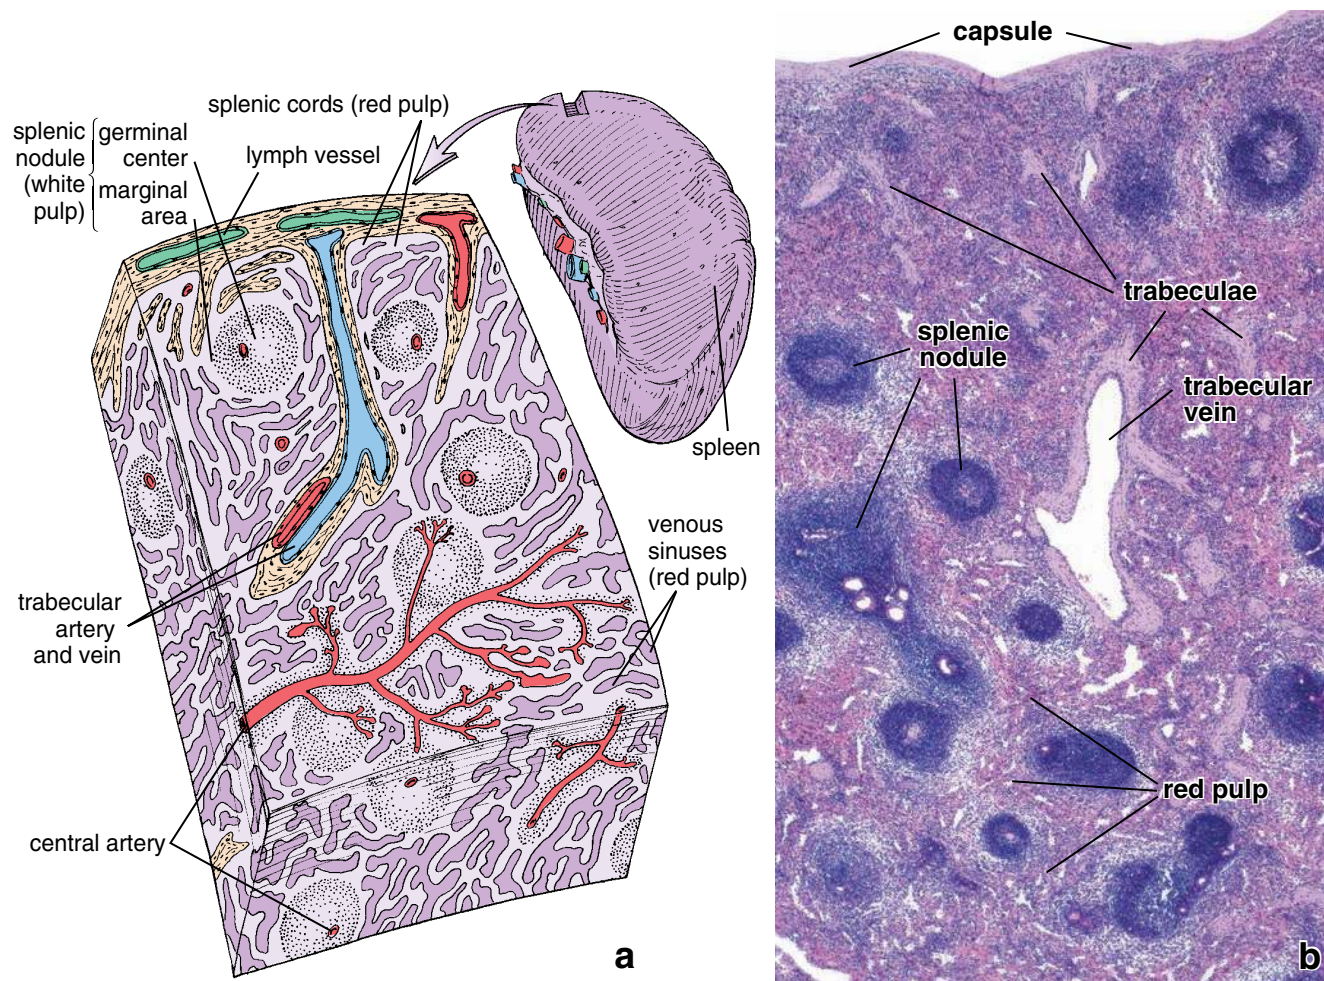 splenic cords (red pulp)
splenic
nodule
(white
pulp)
germinal
center
marginal
area
lymph vessel
spleen
venous
sinuses
(red pulp)
trabecular
artery
and vein
central artery
a
capsule
trabeculae
splenic
nodule
trabecular
vein
red pulp
b